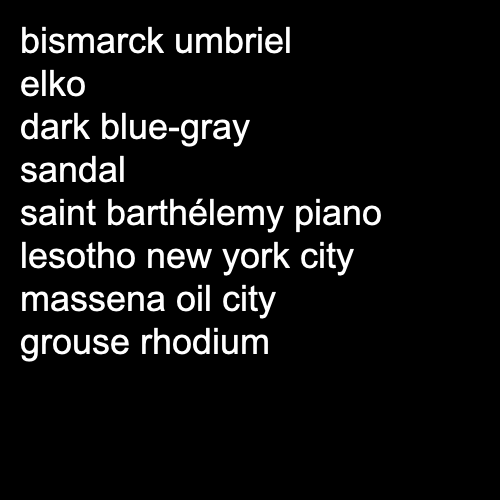 bismarck umbriel
elko
dark blue-gray
sandal
saint barthélemy piano
lesotho new york city
massena oil city
grouse rhodium